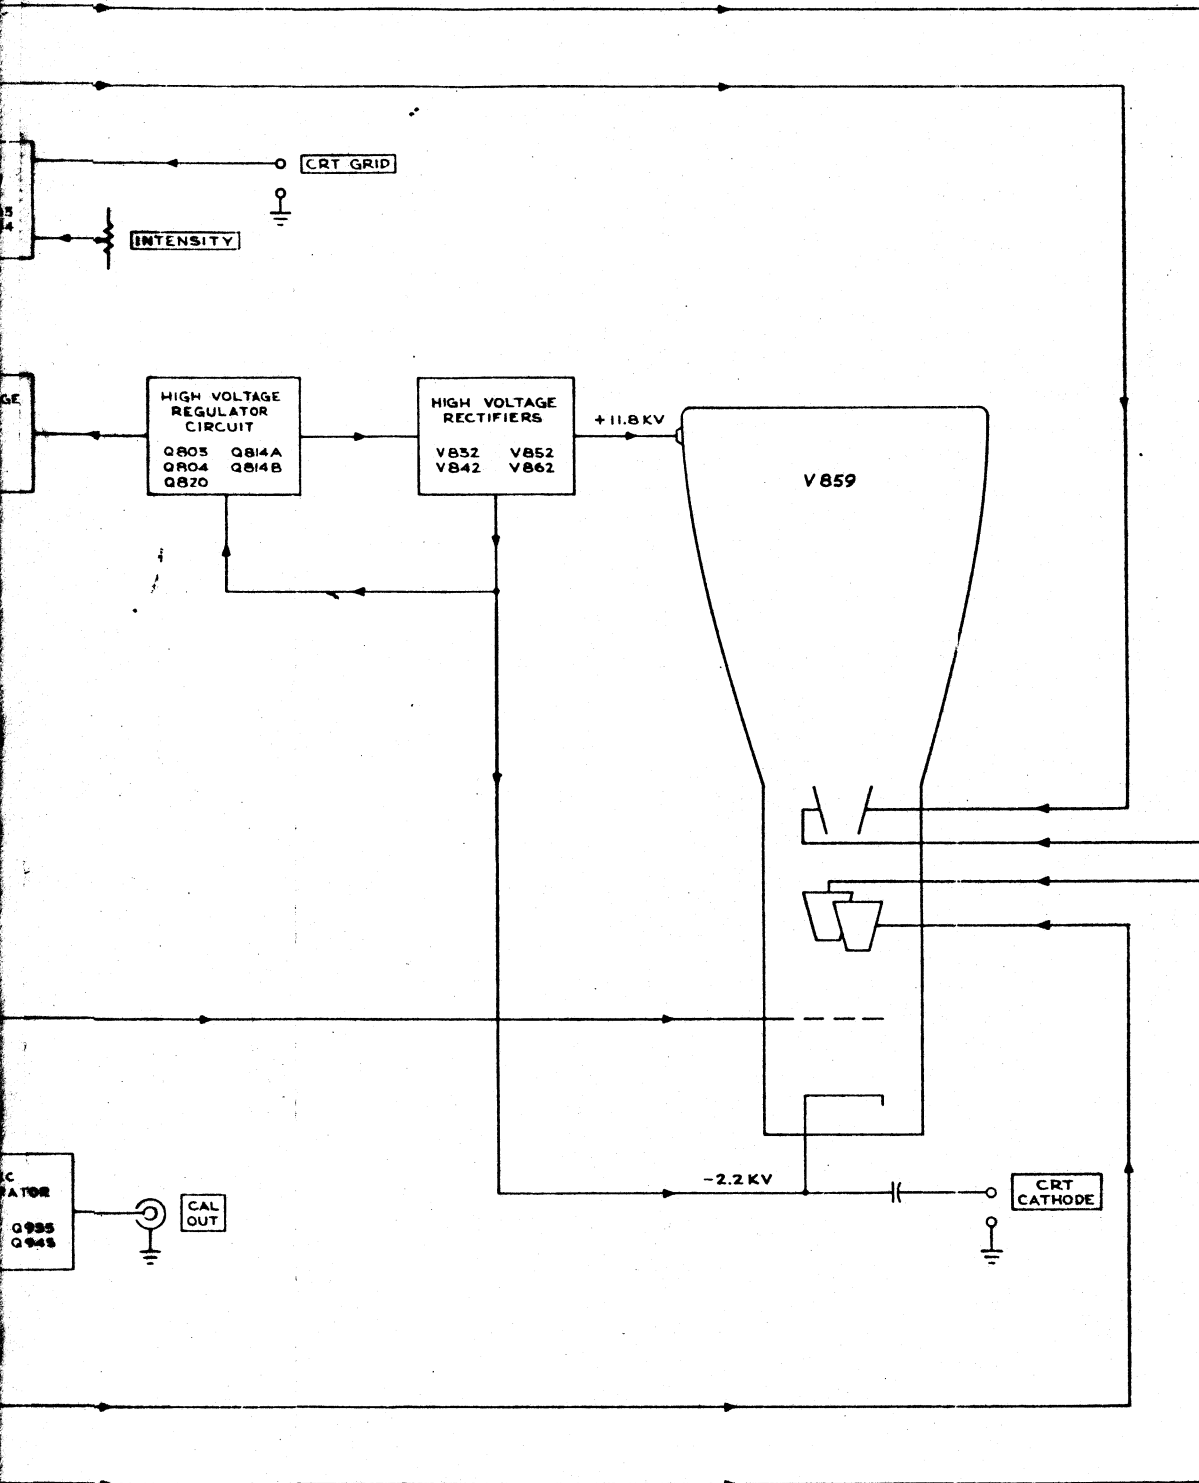 CRT GRID
INTENSITY
HIGH VOLTAGE
REGULATOR
CIRCUIT
Q803 Q814A
Q804 Q814B
Q820
HIGH VOLTAGE
RECTIFIERS
V832 V852
V842 V862
+11.8KV
V859
-2.2KV
CRT
CATHODE
CAL
OUT
Q935
Q945